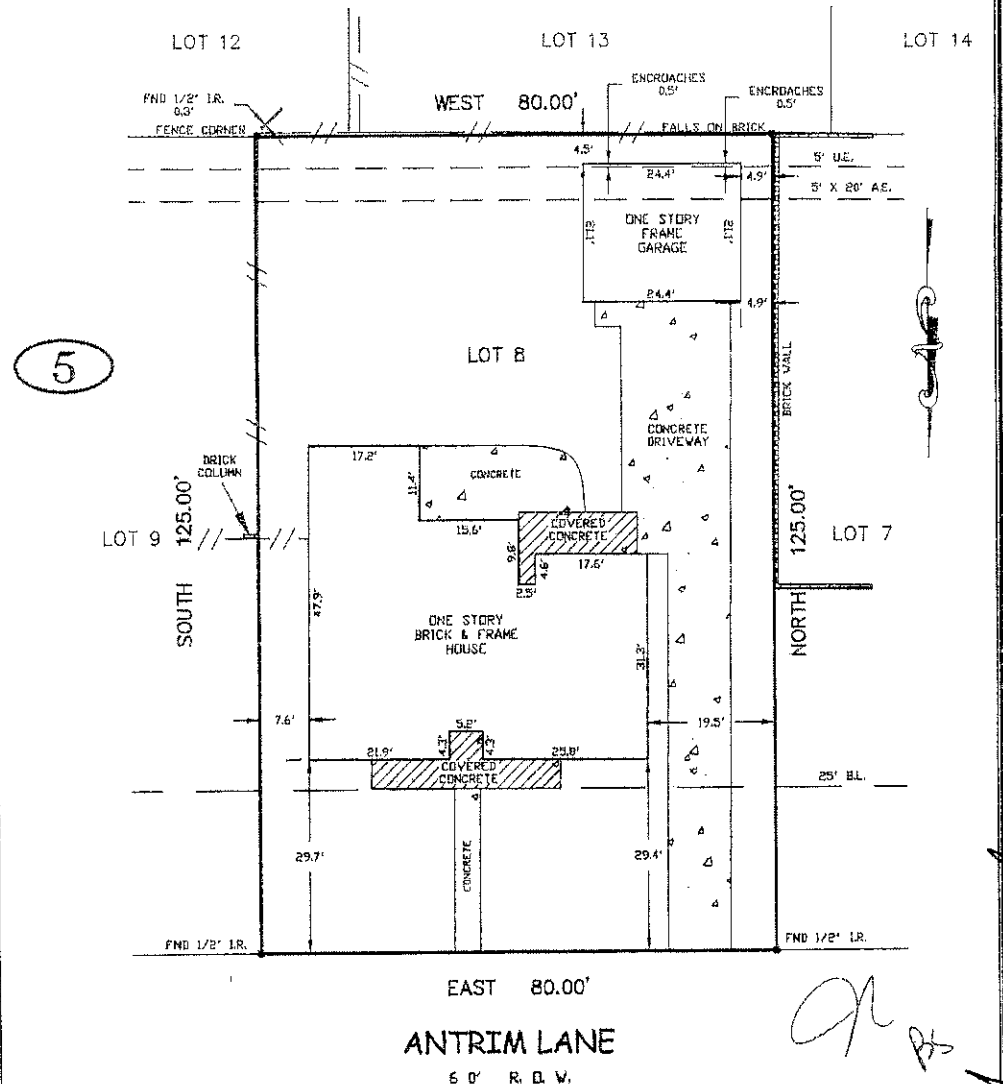 LOT 12
LOT 13
LOT 14
FND 1/2" I.R.
0.3'
FENCE CORNER
WEST 80.00'
ENCROACHES
0.5'
ENCROACHES
0.5'
FALLS ON BRICK
4.5'
5' U.E.
24.4'
4.9'
5' X 20' A.E.
21.1'
ONE STORY
FRAME
GARAGE
21.1'
24.4'
4.9'
5
LOT 8
BRICK WALL
CONCRETE
DRIVEWAY
17.2'
BRICK
COLUMN
11.4'
CONCRETE
15.6'
COVERED
CONCRETE
LOT 9
SOUTH 125.00'
NORTH 125.00'
LOT 7
9.6'
4.6'
17.6'
2.8'
47.9'
ONE STORY
BRICK & FRAME
HOUSE
31.3'
7.6'
19.5'
5.2'
4.3'
4.3'
21.9'
25.8'
COVERED
CONCRETE
25' B.L.
29.7'
CONCRETE
29.4'
FND 1/2" I.R.
FND 1/2" I.R.
EAST 80.00'
ANTRIM LANE
60' R.O.W.